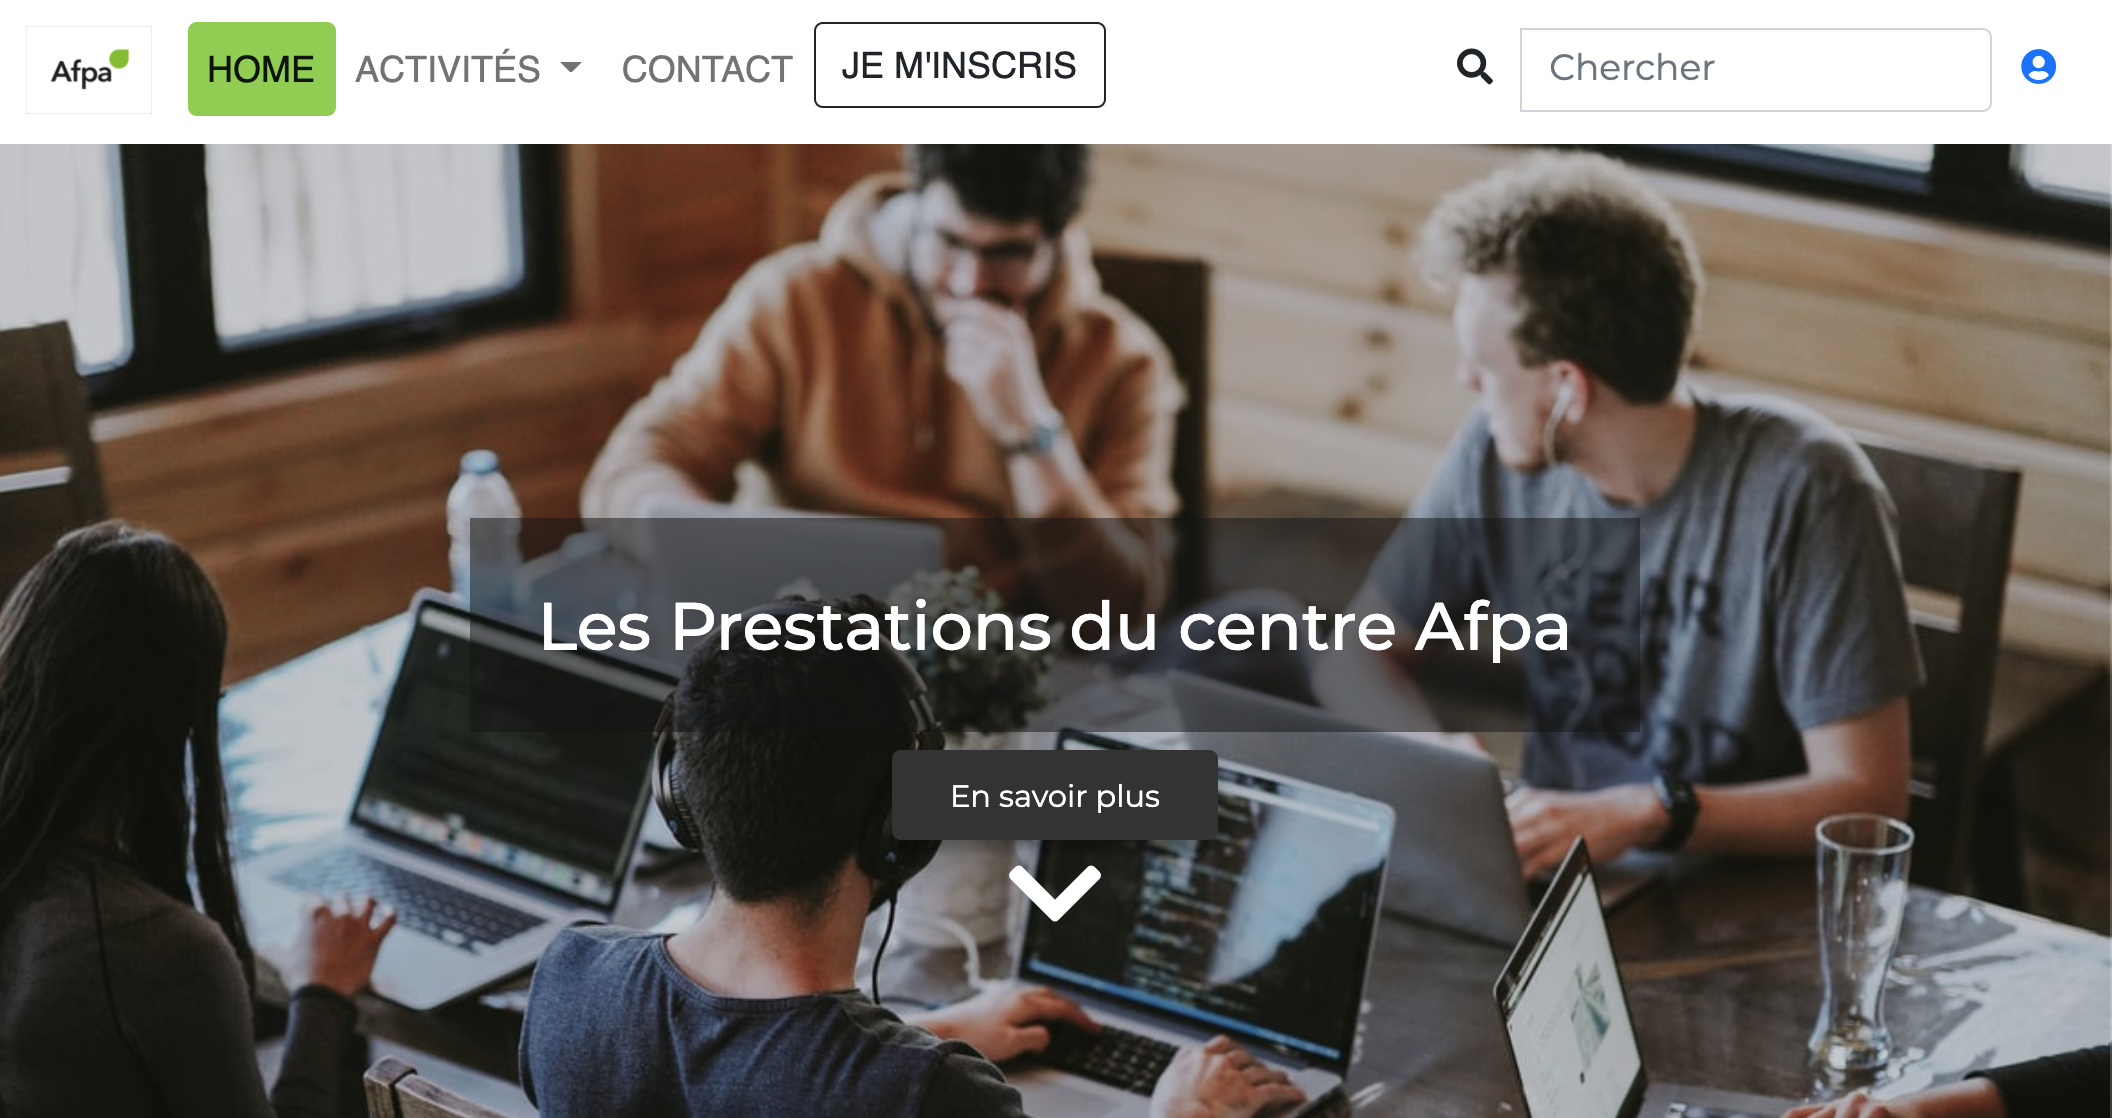 Afpa
HOME ACTIVITÉS CONTACT JE M'INSCRIS Chercher
Les Prestations du centre Afpa
En savoir plus